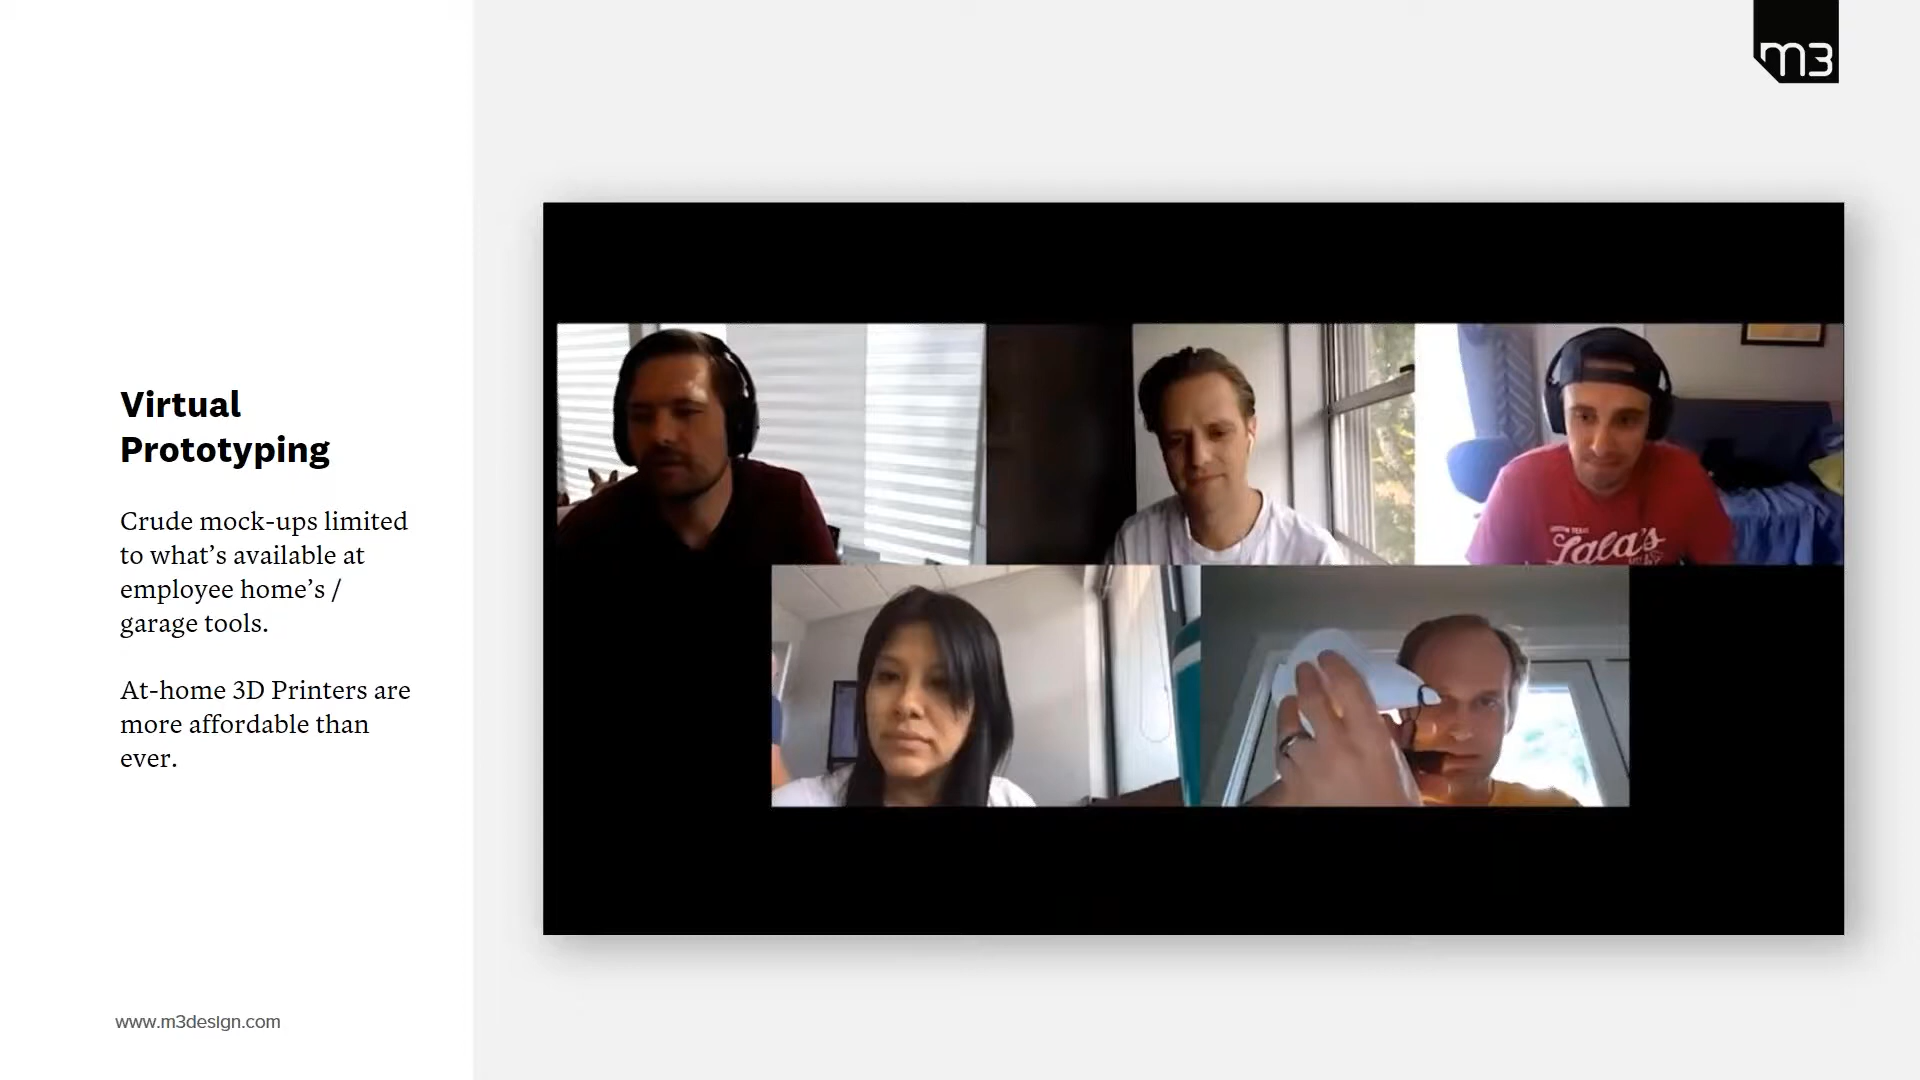 m3
Virtual
Prototyping
Crude mock-ups limited
to what’s available at
employee home’s /
garage tools.
At-home 3D Printers are
more affordable than
ever.
Lala's
www.m3design.com